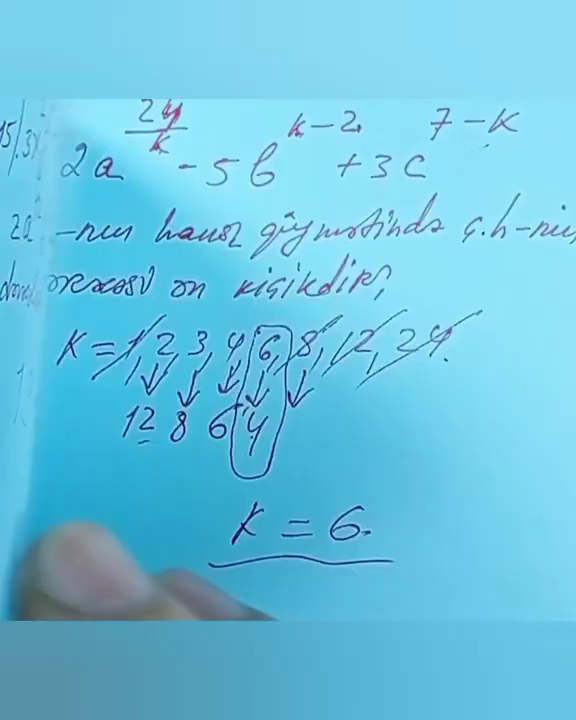 24/k k-2 7-k
2a - 5b + 3c
-nın hansı qiymətində ç.h-nin
dərəcəsi ən kiçikdir?
K = 1, 2, 3, 4, 6, 8, 12, 24.
12 8 6 4
K = 6.